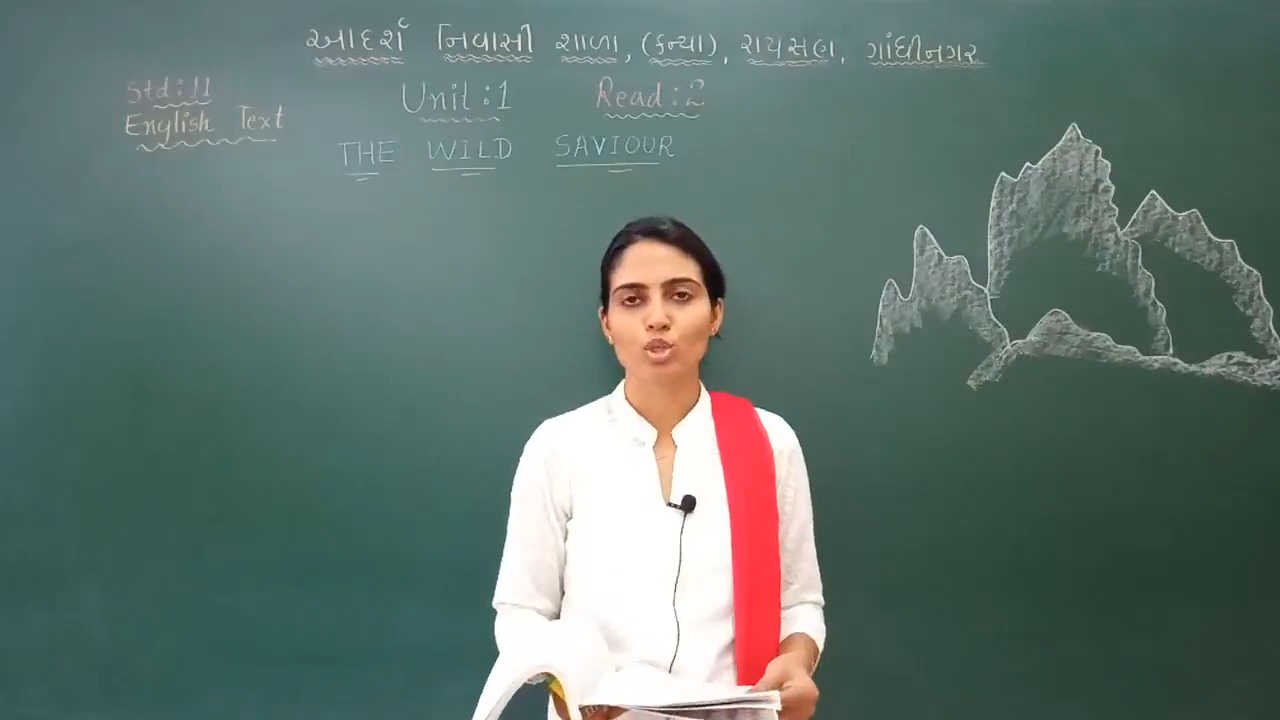 આદર્શ નિવાસી શાળા, (કન્યા), રાયસણ, ગાંધીનગર
Std:11 Unit:1 Read:2
English Text
THE WILD SAVIOUR